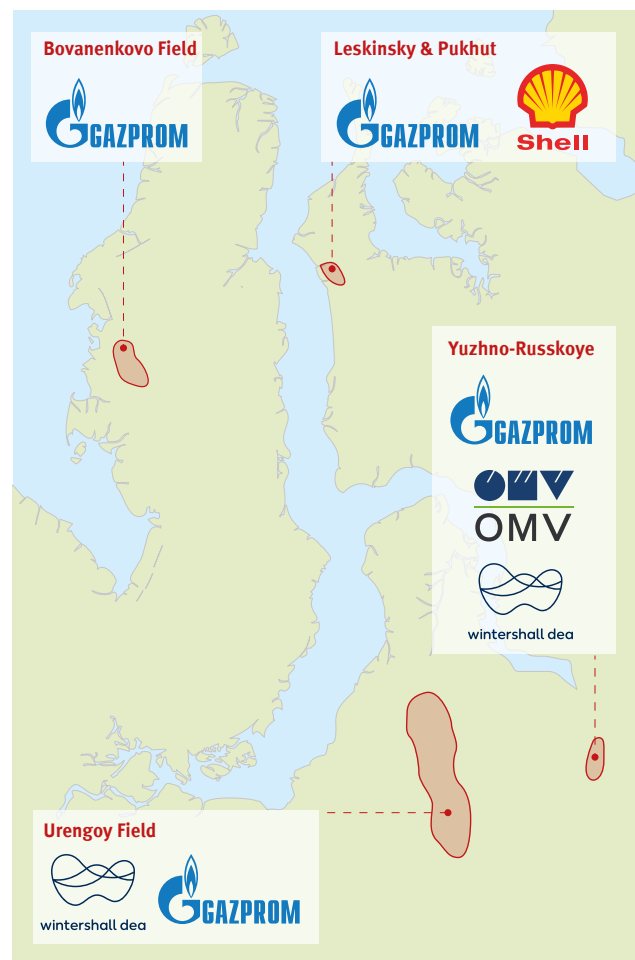 Bovanenkovo Field
GAZPROM
Leskinsky & Pukhut
GAZPROM
Shell
Yuzhno-Russkoye
GAZPROM
OMV
OMV
wintershall dea
Urengoy Field
wintershall dea
GAZPROM